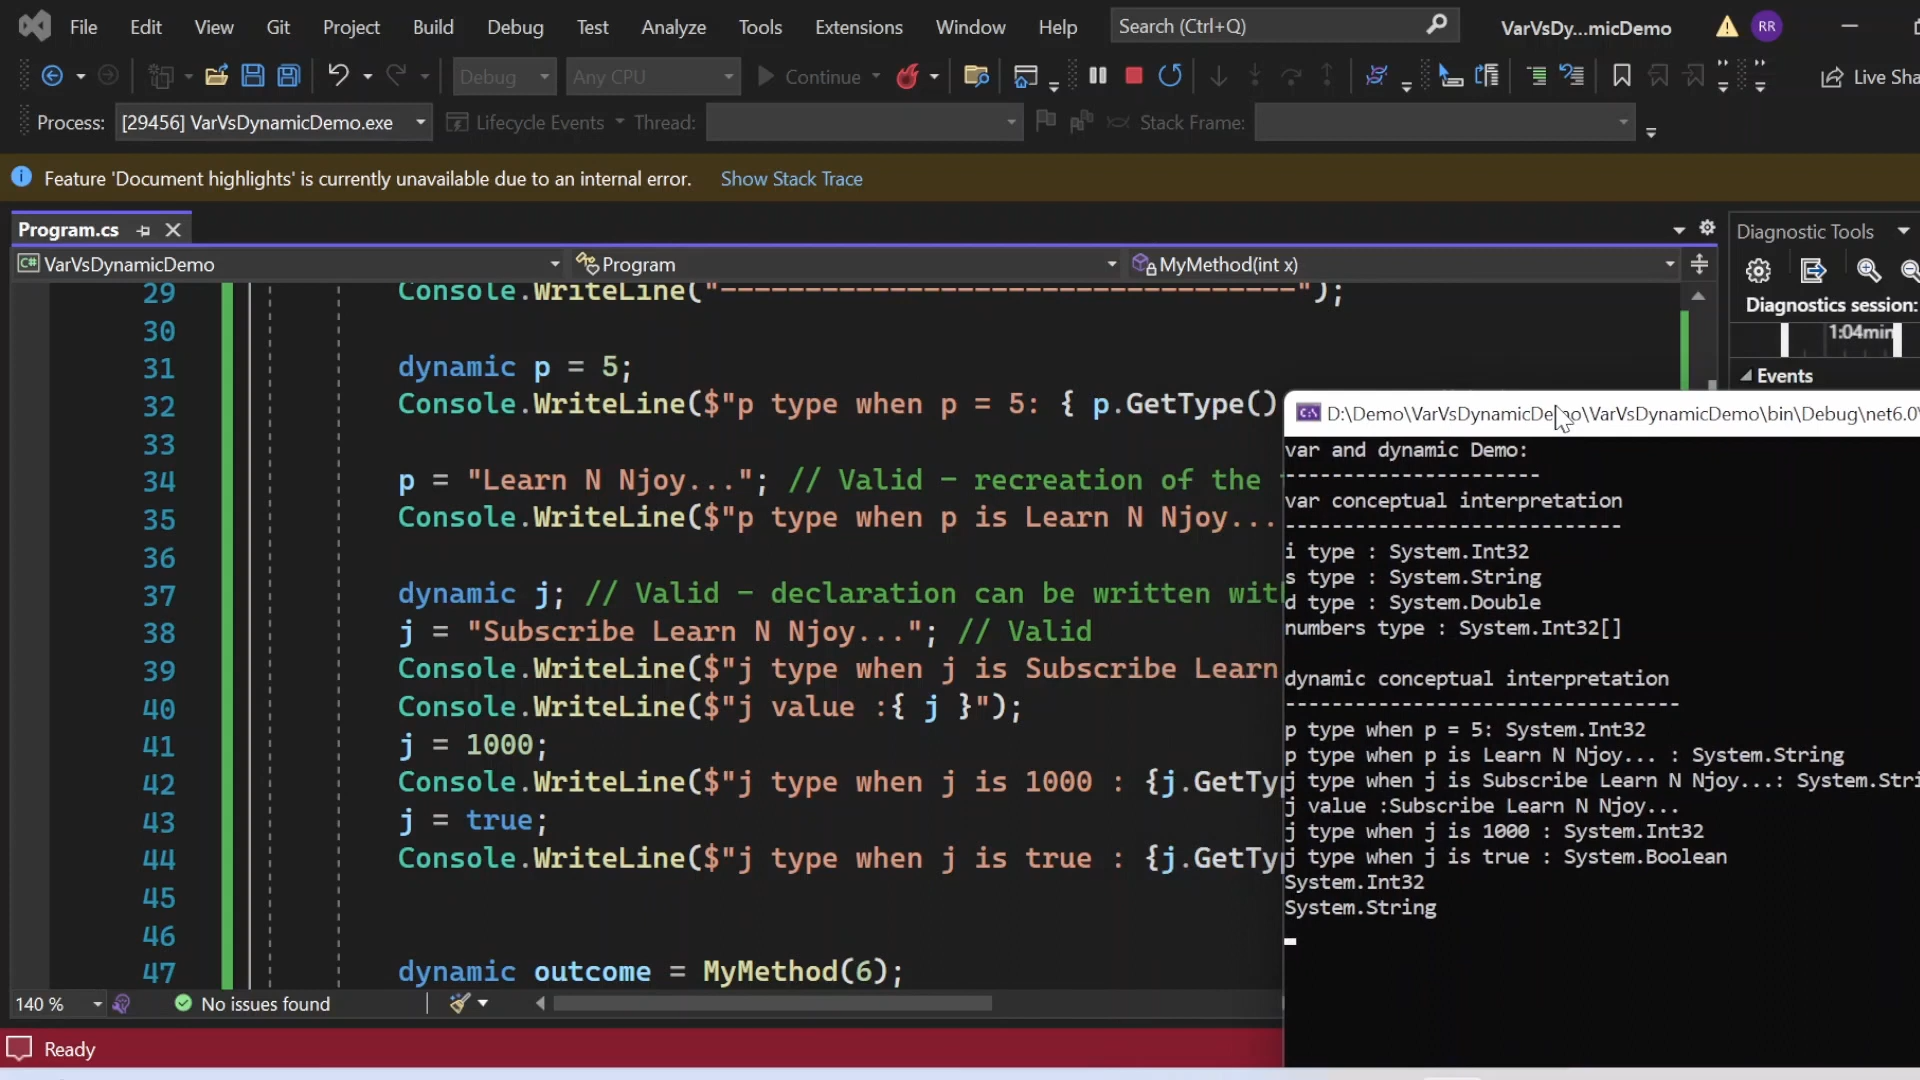 File Edit View Git Project Build Debug Test Analyze Tools Extensions Window Help Search (Ctrl+Q) VarVsDy...micDemo RR
Debug Any CPU Continue Live Sha
Process: [29456] VarVsDynamicDemo.exe Lifecycle Events Thread: Stack Frame:
Feature 'Document highlights' is currently unavailable due to an internal error. Show Stack Trace
Program.cs
Diagnostic Tools
C# VarVsDynamicDemo Program MyMethod(int x)
Diagnostics session:
1:04min
Events
29 Console.WriteLine("----------------------------------");
30
31 dynamic p = 5;
32 Console.WriteLine($"p type when p = 5: { p.GetType()
33
34 p = "Learn N Njoy..."; // Valid - recreation of the
35 Console.WriteLine($"p type when p is Learn N Njoy...
36
37 dynamic j; // Valid - declaration can be written wit
38 j = "Subscribe Learn N Njoy..."; // Valid
39 Console.WriteLine($"j type when j is Subscribe Learn
40 Console.WriteLine($"j value :{ j }");
41 j = 1000;
42 Console.WriteLine($"j type when j is 1000 : {j.GetTyp
43 j = true;
44 Console.WriteLine($"j type when j is true : {j.GetTyp
45
46
47 dynamic outcome = MyMethod(6);
140 % No issues found
Ready
D:\Demo\VarVsDynamicDemo\VarVsDynamicDemo\bin\Debug\net6.0\
var and dynamic Demo:
----------------------
var conceptual interpretation
-----------------------------
i type : System.Int32
s type : System.String
d type : System.Double
numbers type : System.Int32[]
dynamic conceptual interpretation
----------------------------------
p type when p = 5: System.Int32
p type when p is Learn N Njoy... : System.String
j type when j is Subscribe Learn N Njoy...: System.Stri
j value :Subscribe Learn N Njoy...
j type when j is 1000 : System.Int32
j type when j is true : System.Boolean
System.Int32
System.String